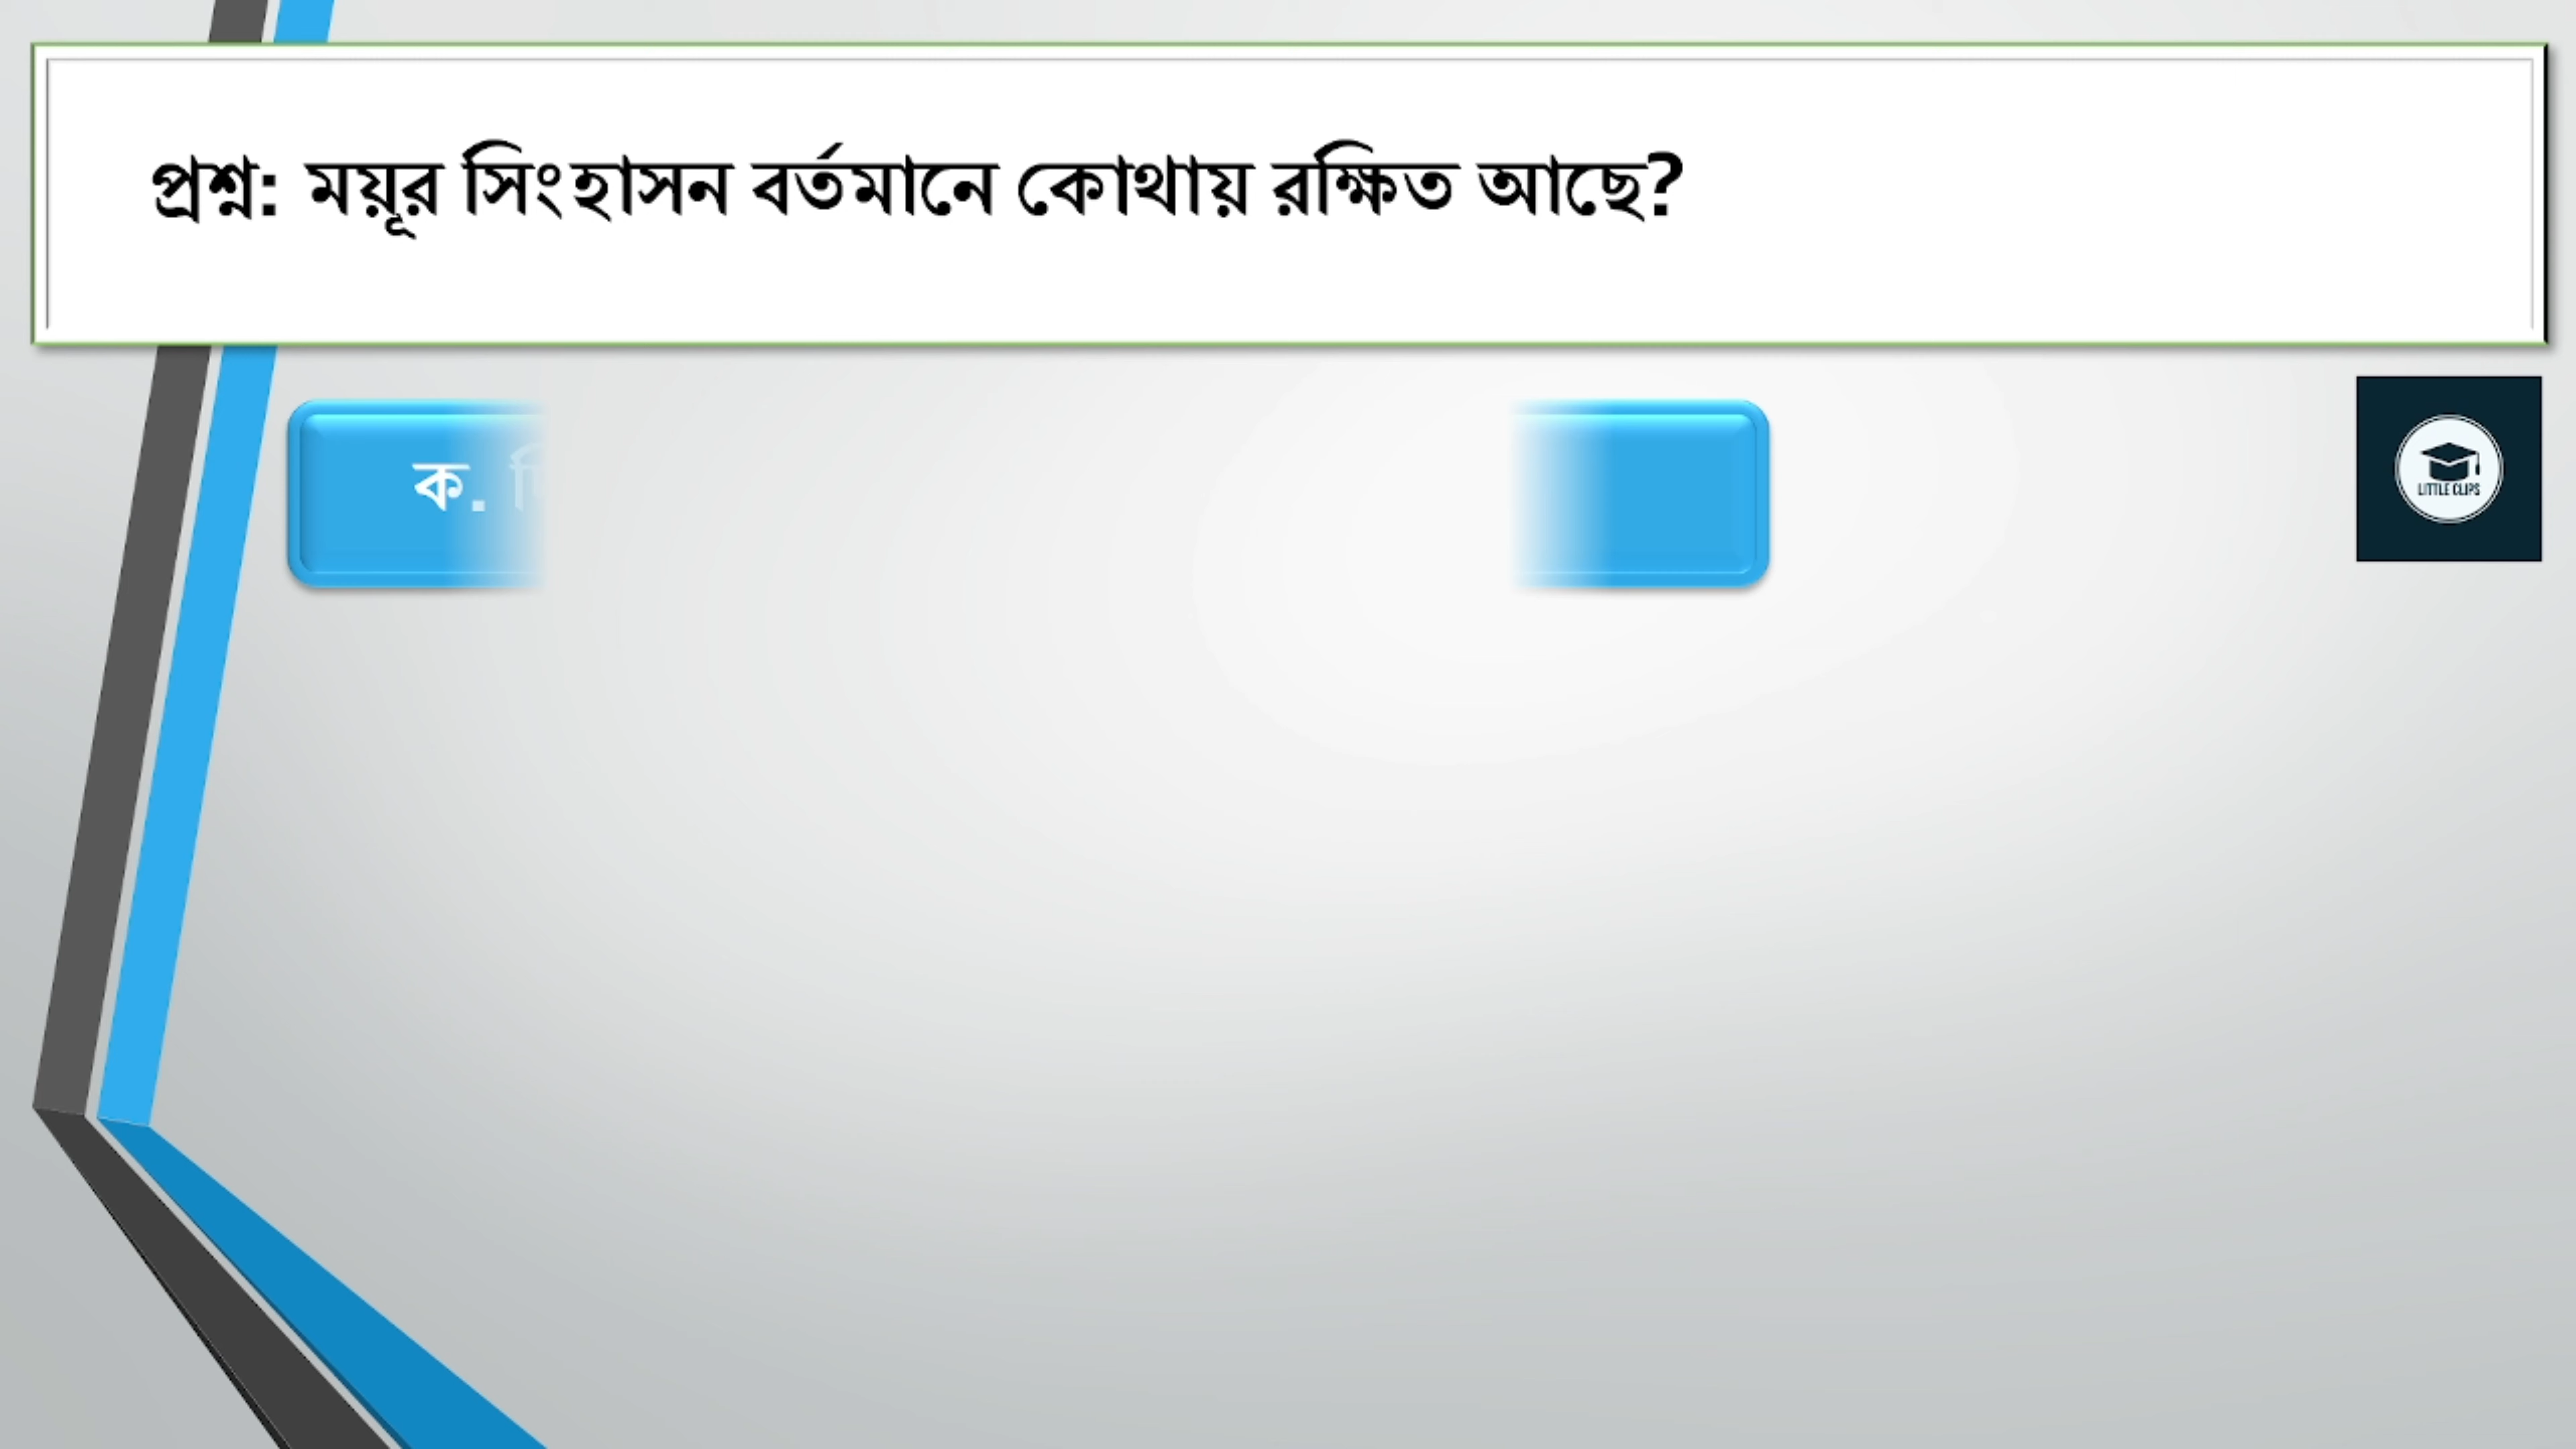 প্রশ্ন: ময়ূর সিংহাসন বর্তমানে কোথায় রক্ষিত আছে?
ক.
LITTLE CLIPS